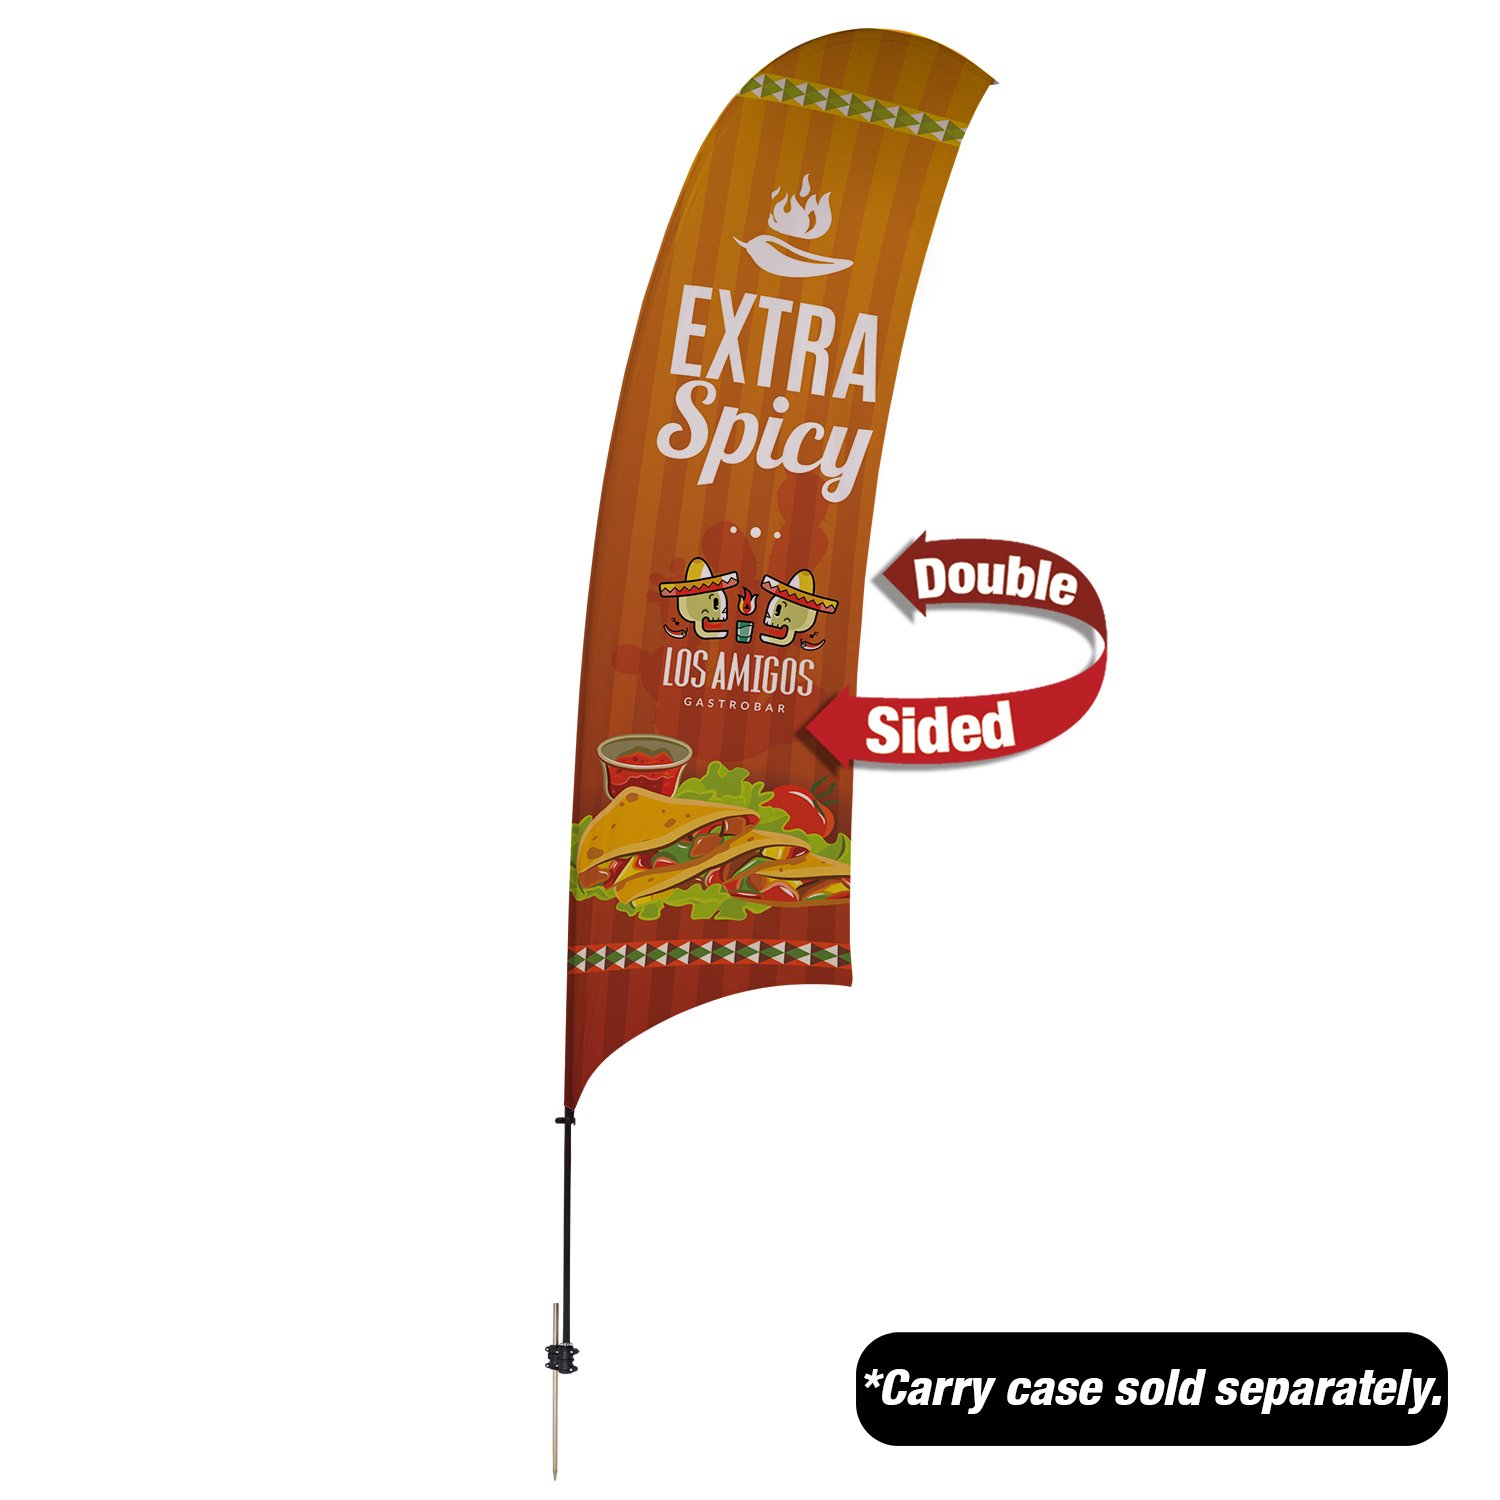 EXTRA
Spicy
LOS AMIGOS
GASTROBAR
Double
Sided
*Carry case sold separately.